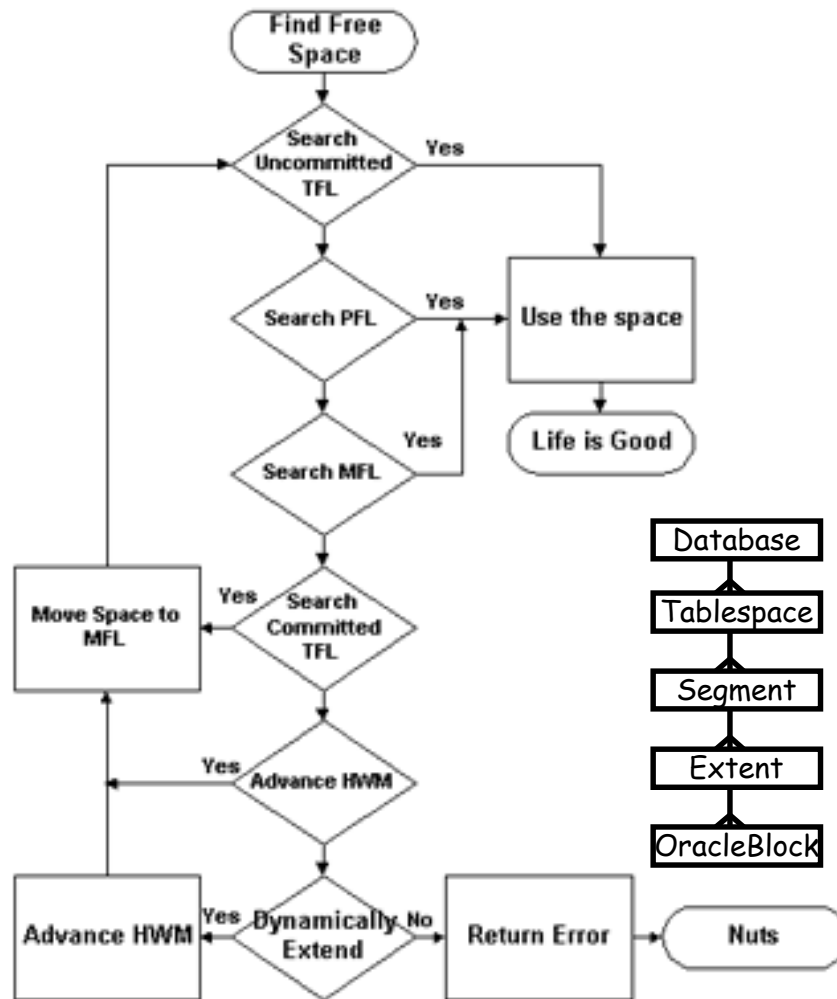 Find Free
Space
Search
Uncommitted
TFL
Yes
Search PFL
Yes
Use the space
Search MFL
Yes
Life is Good
Database
Tablespace
Segment
Extent
OracleBlock
Move Space to
MFL
Yes
Search
Committed
TFL
Yes
Advance HWM
Advance HWM
Yes
Dynamically
Extend
No
Return Error
Nuts